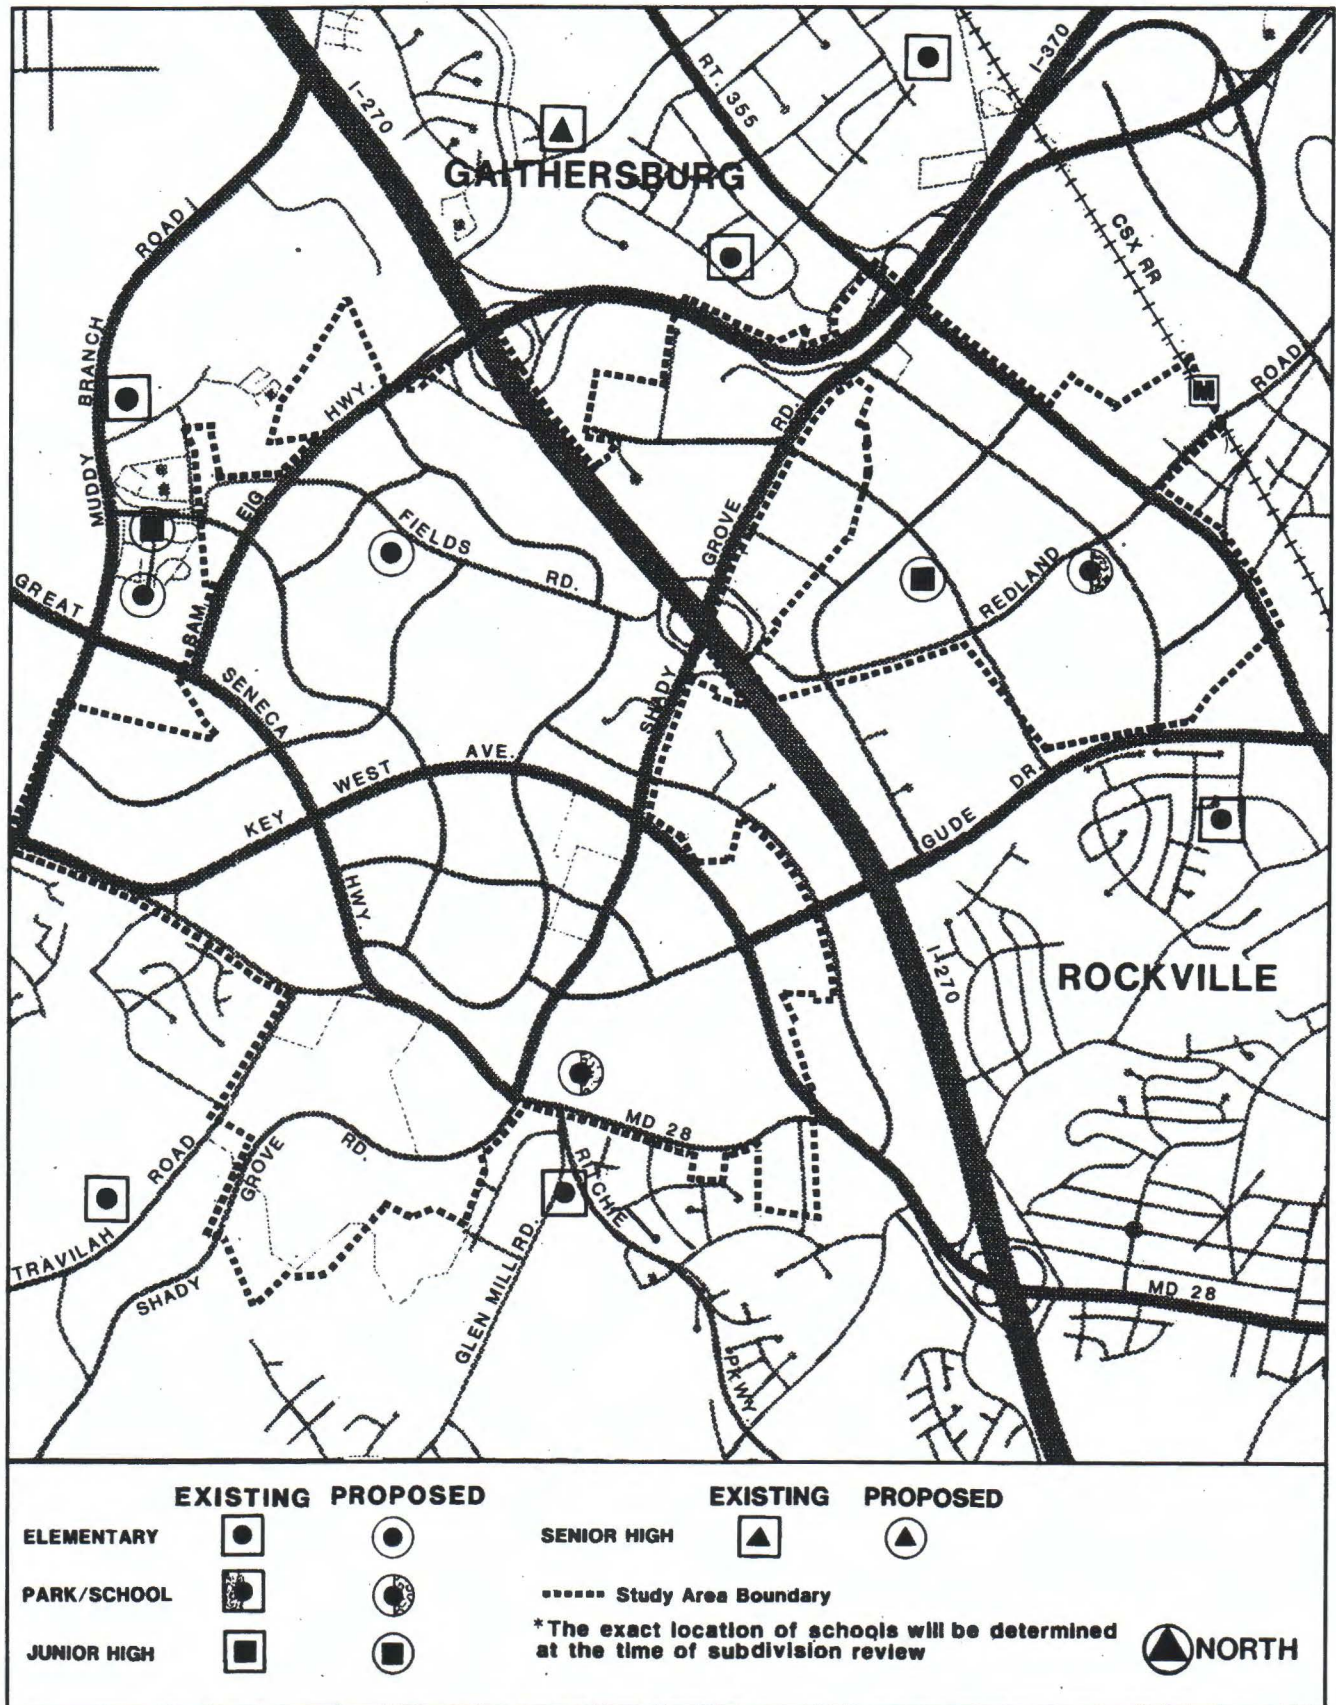 I-370
RT. 355
I-270
GAITHERSBURG
ROAD
CSX RR
MUDDY BRANCH
HWY.
RD.
M
ROAD
EIG
GROVE
FIELDS RD.
REDLAND
GREAT
BAM
SENECA
SHADY
KEY WEST AVE.
GUDE DR.
HWY.
I-270
ROCKVILLE
MD 28
TRAVILAH ROAD
GROVE
RD.
RITCHIE
SHADY
GLEN MILL RD.
MD 28
PKWY.
EXISTING PROPOSED
EXISTING PROPOSED
ELEMENTARY
SENIOR HIGH
PARK/SCHOOL
Study Area Boundary
JUNIOR HIGH
*The exact location of schools will be determined
at the time of subdivision review
NORTH